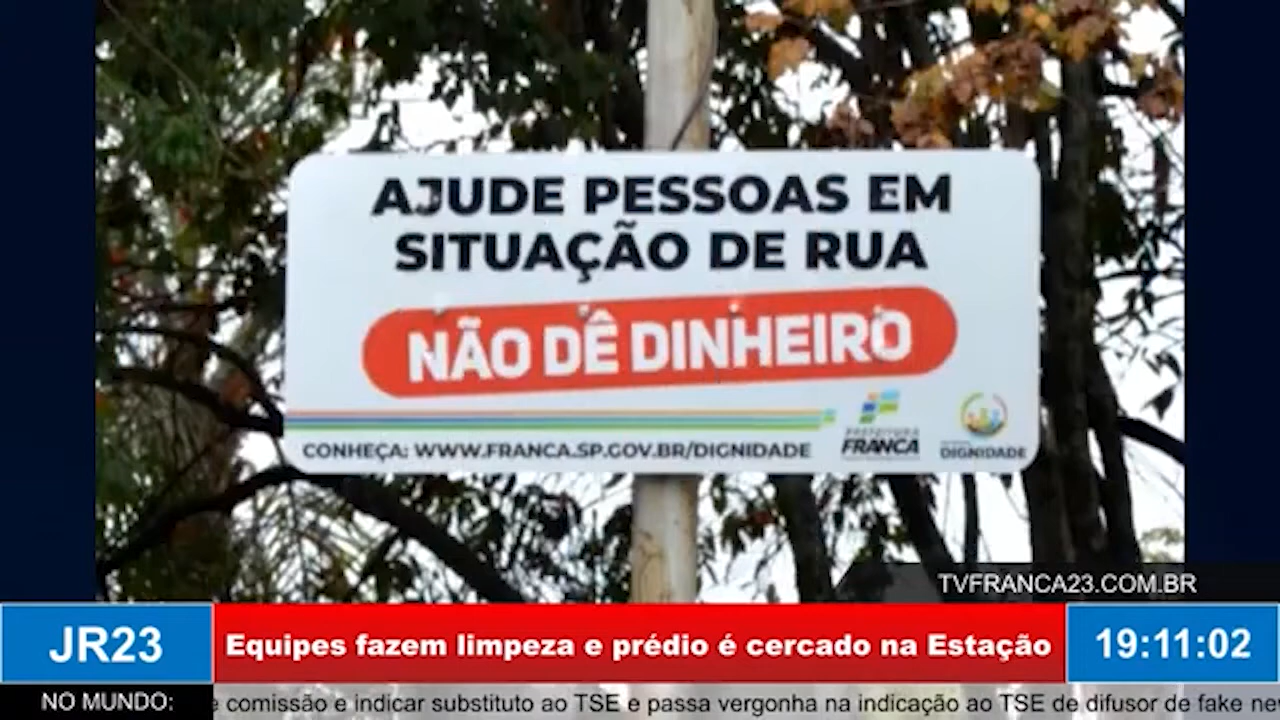 AJUDE PESSOAS EM
SITUAÇÃO DE RUA
NÃO DÊ DINHEIRO
CONHEÇA: WWW.FRANCA.SP.GOV.BR/DIGNIDADE
PREFEITURA
FRANCA
DIGNIDADE
TVFRANCA23.COM.BR
JR23
Equipes fazem limpeza e prédio é cercado na Estação
19:11:02
NO MUNDO:
e comissão e indicar substituto ao TSE e passa vergonha na indicação ao TSE de difusor de fake